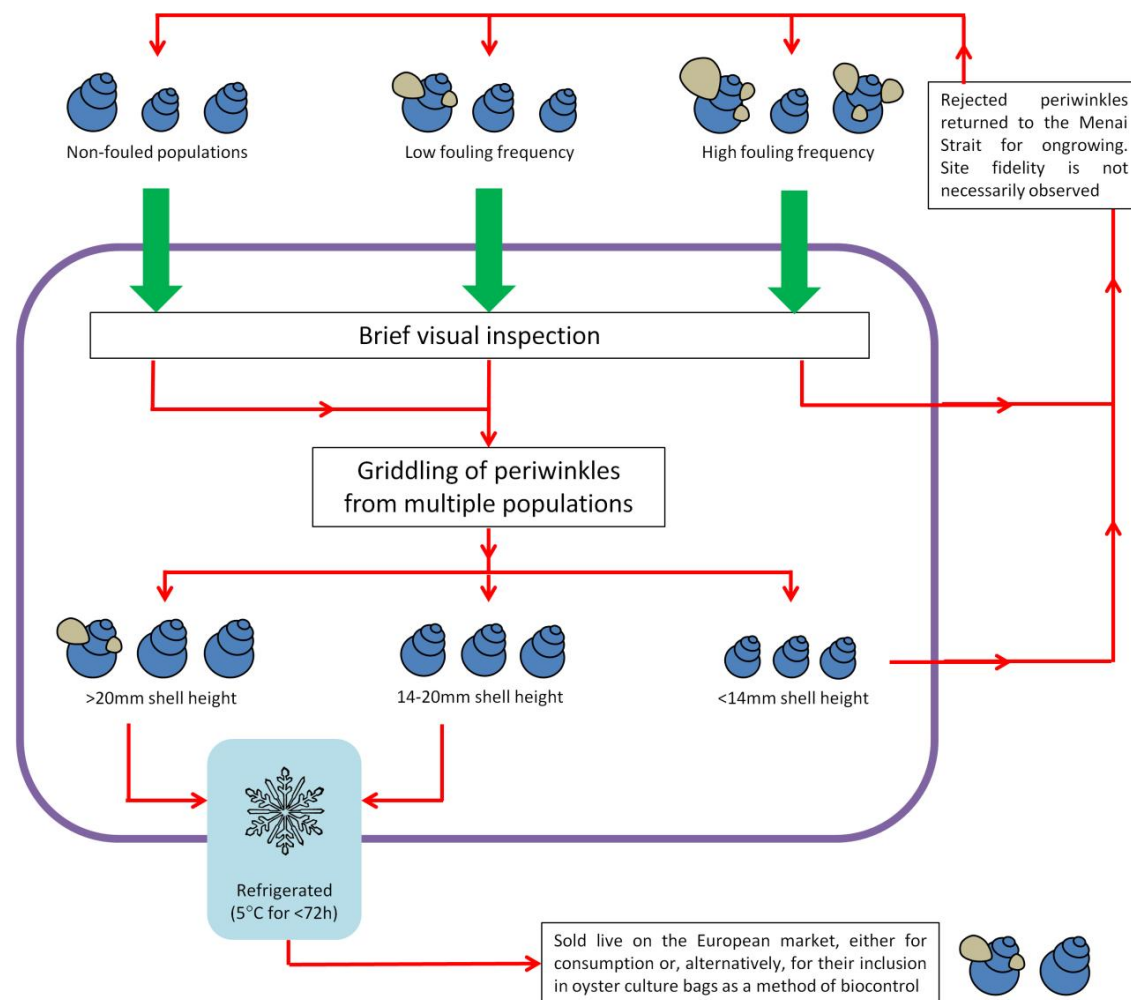 Non-fouled populations
Low fouling frequency
High fouling frequency
Rejected periwinkles
returned to the Menai
Strait for ongrowing.
Site fidelity is not
necessarily observed
Brief visual inspection
Griddling of periwinkles
from multiple populations
>20mm shell height
14-20mm shell height
<14mm shell height
Refrigerated
(5°C for <72h)
Sold live on the European market, either for
consumption or, alternatively, for their inclusion
in oyster culture bags as a method of biocontrol